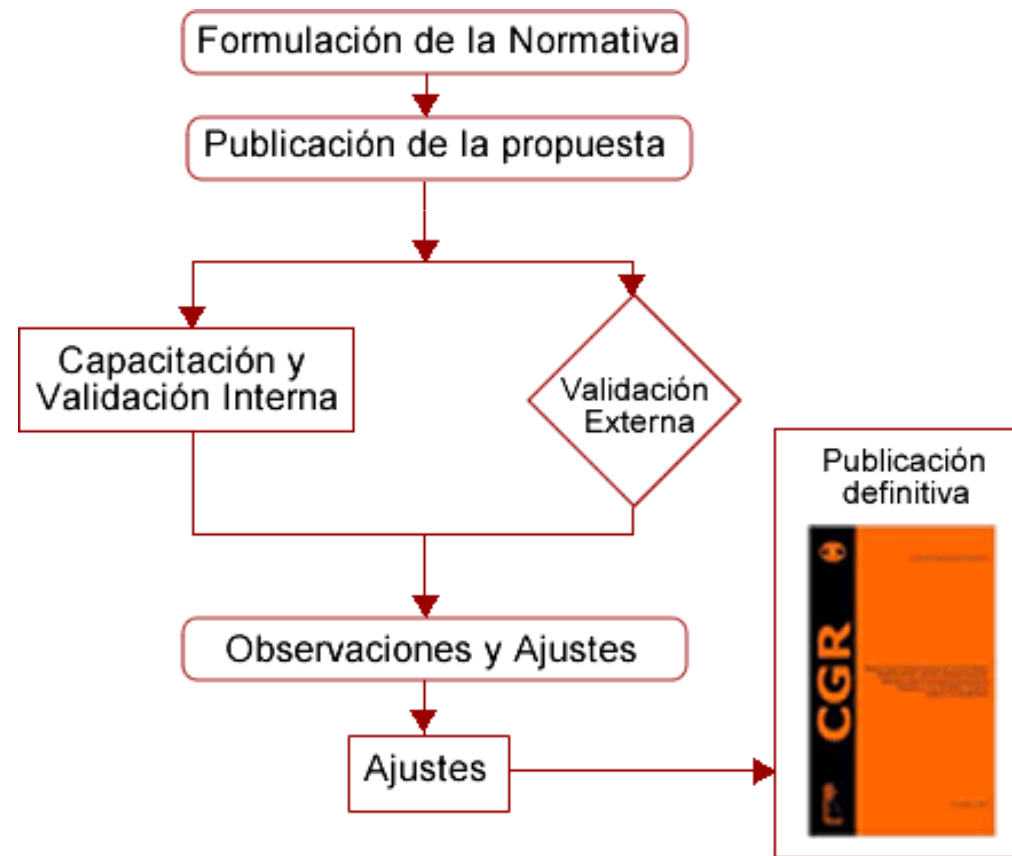 Formulación de la Normativa
Publicación de la propuesta
Capacitación y
Validación Interna
Validación
Externa
Observaciones y Ajustes
Ajustes
Publicación
definitiva
CGR